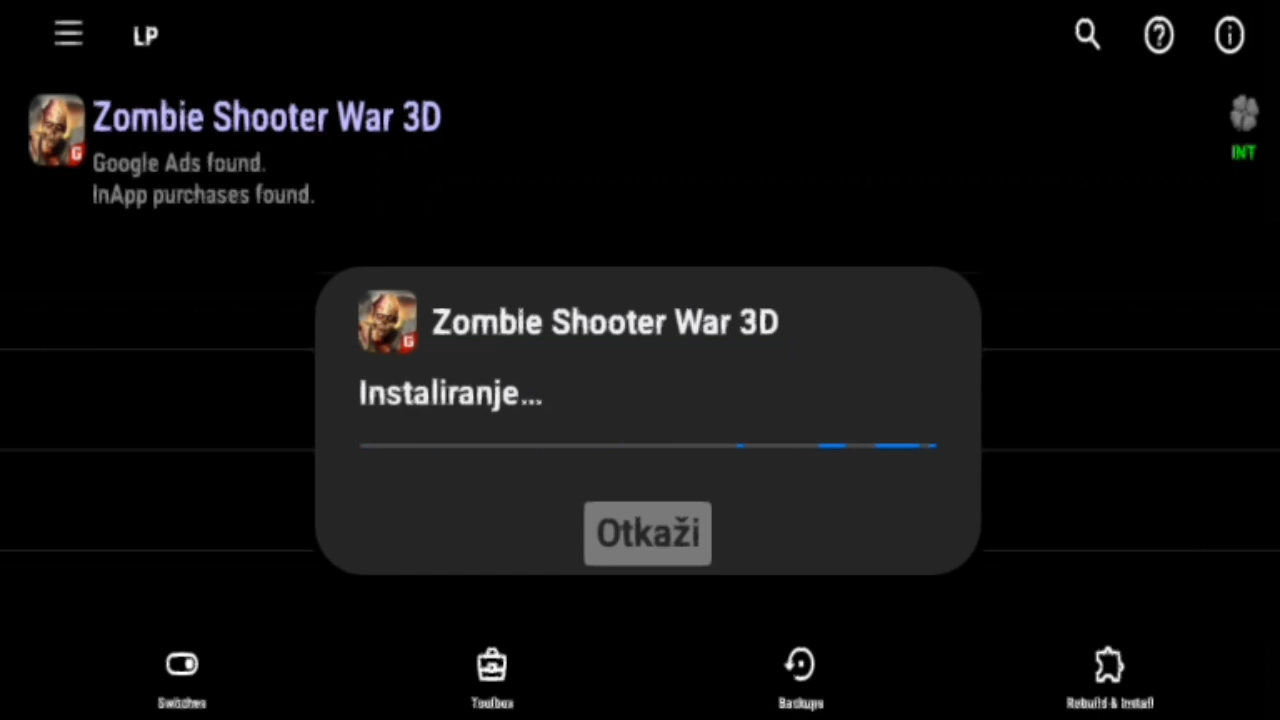 LP
Zombie Shooter War 3D
Google Ads found.
InApp purchases found.
INT
Zombie Shooter War 3D
Instaliranje...
Otkaži
Switches
Toolbox
Backups
Rebuild & Install